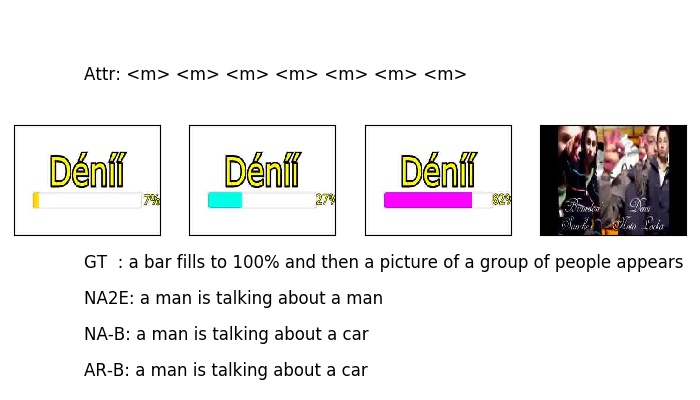 Attr: <m> <m> <m> <m> <m> <m> <m>
Déníí Déníí Déníí
7% 27% 82%
GT : a bar fills to 100% and then a picture of a group of people appears
NA2E: a man is talking about a man
NA-B: a man is talking about a car
AR-B: a man is talking about a car